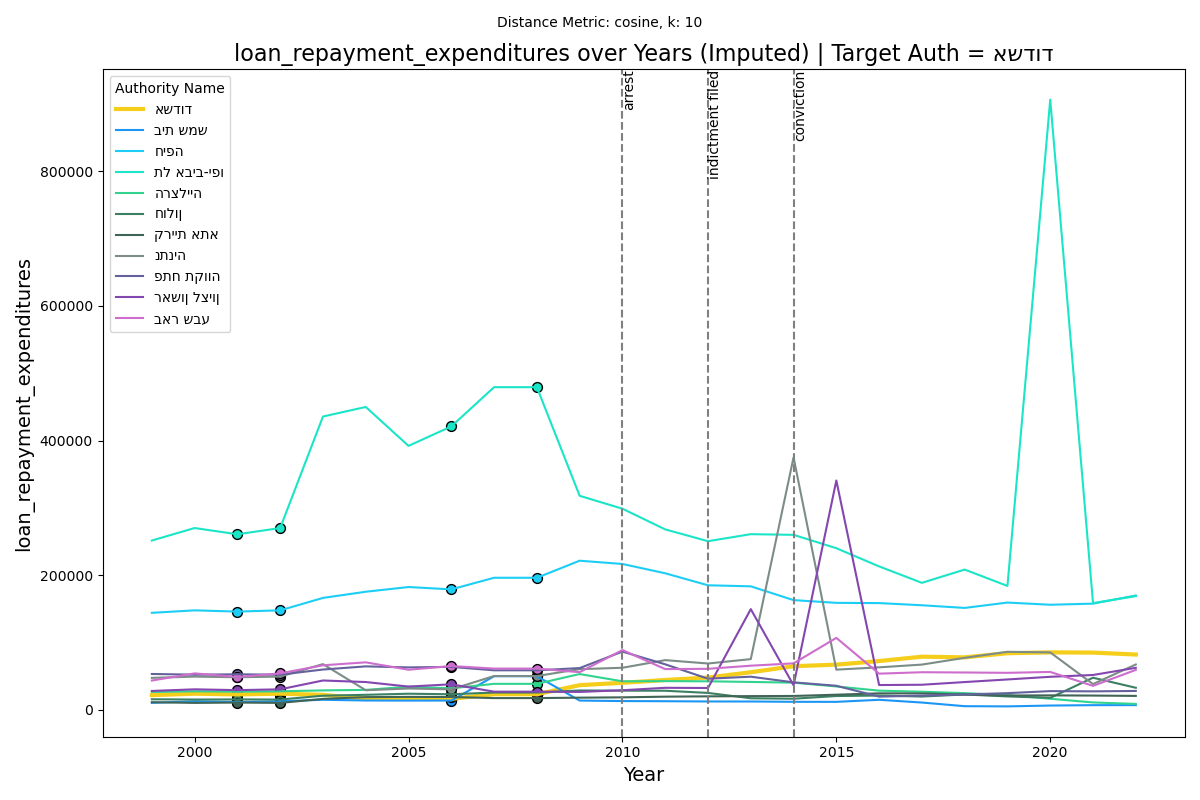 Distance Metric: cosine, k: 10
loan_repayment_expenditures over Years (Imputed) | Target Auth = אשדוד
Authority Name
אשדוד
בית שמש
חיפה
תל אביב-יפו
הרצלייה
חולון
קריית אתא
נתניה
פתח תקווה
ראשון לציון
באר שבע
arrest
indictment filed
conviction
loan_repayment_expenditures
800000
600000
400000
200000
0
2000
2005
2010
2015
2020
Year